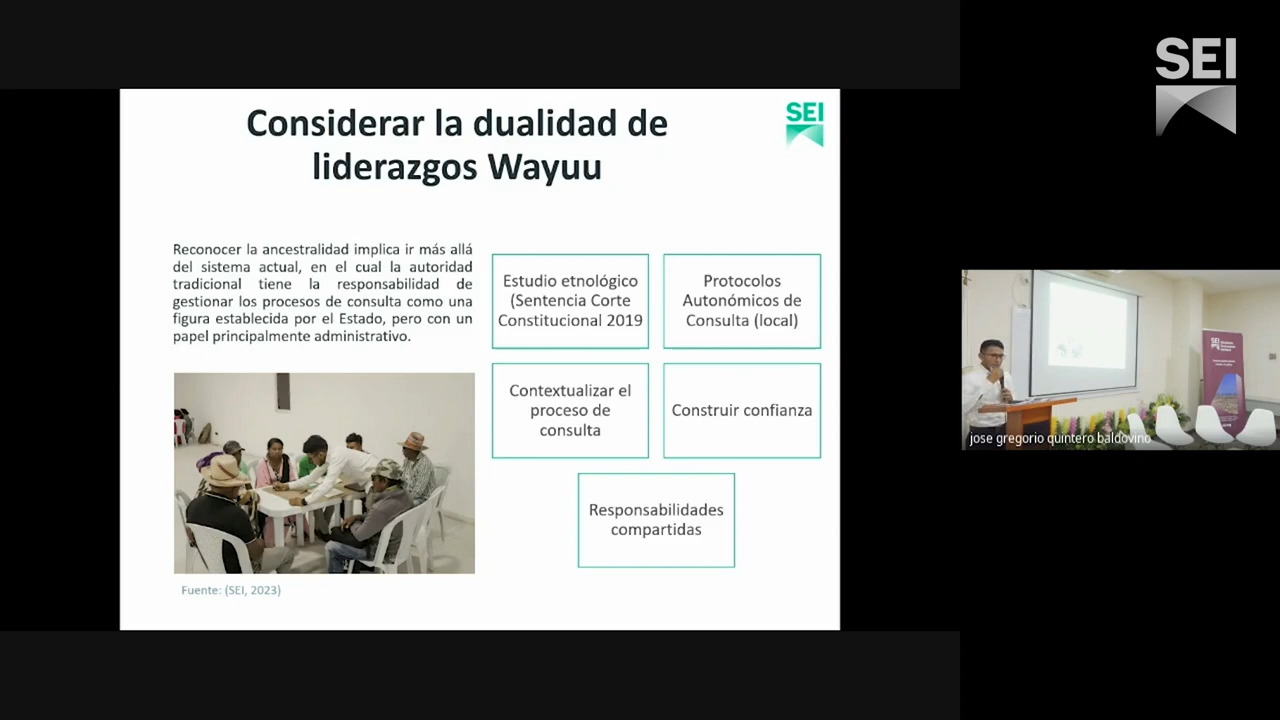 Considerar la dualidad de
liderazgos Wayuu
SEI
Reconocer la ancestralidad implica ir más allá
del sistema actual, en el cual la autoridad
tradicional tiene la responsabilidad de
gestionar los procesos de consulta como una
figura establecida por el Estado, pero con un
papel principalmente administrativo.
Estudio etnológico
(Sentencia Corte
Constitucional 2019
Protocolos
Autonómicos de
Consulta (local)
Contextualizar el
proceso de
consulta
Construir confianza
Responsabilidades
compartidas
Fuente: (SEI, 2023)
SEI
SEI
jose gregorio quintero baldovino